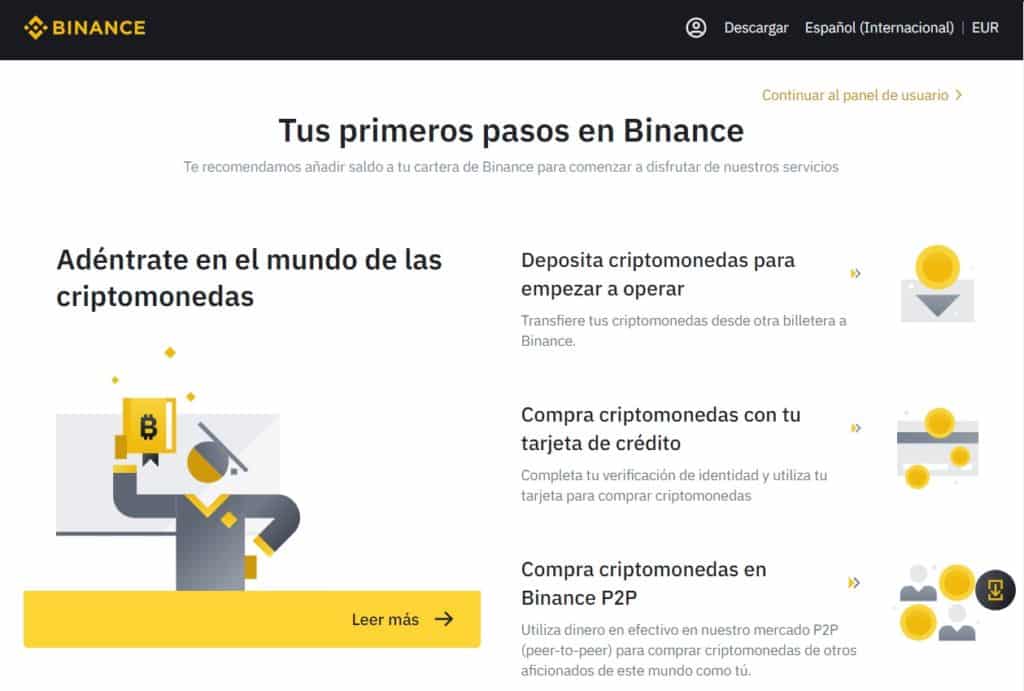 BINANCE
Descargar Español (Internacional) | EUR
Continuar al panel de usuario
Tus primeros pasos en Binance
Te recomendamos añadir saldo a tu cartera de Binance para comenzar a disfrutar de nuestros servicios
Adéntrate en el mundo de las
criptomonedas
Leer más
Deposita criptomonedas para
empezar a operar
Transfiere tus criptomonedas desde otra billetera a
Binance.
Compra criptomonedas con tu
tarjeta de crédito
Completa tu verificación de identidad y utiliza tu
tarjeta para comprar criptomonedas
Compra criptomonedas en
Binance P2P
Utiliza dinero en efectivo en nuestro mercado P2P
(peer-to-peer) para comprar criptomonedas de otros
aficionados de este mundo como tú.